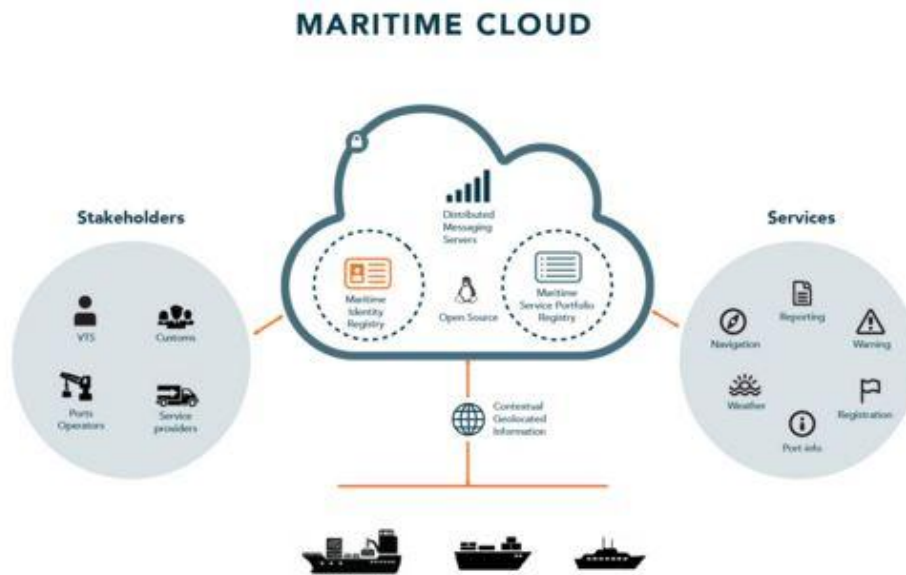 MARITIME CLOUD
Stakeholders
VTS
Customs
Ports
Operators
Service
providers
Distributed
Messaging
Servers
Maritime
Identity
Registry
Open Source
Maritime
Service Portfolio
Registry
Contextual
Geolocated
Information
Services
Reporting
Navigation
Warning
Weather
Registration
Port info